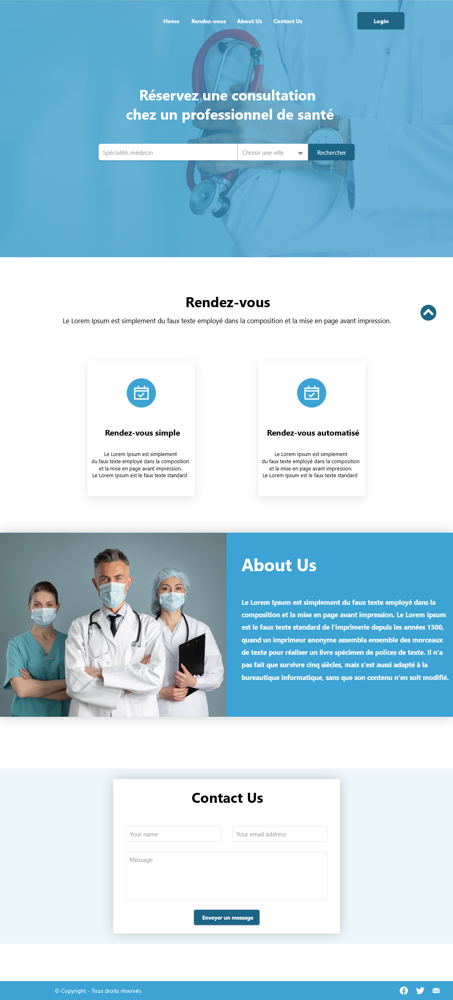 Home Rendez-vous About Us Contact Us Login
Réservez une consultation
chez un professionnel de santé
Spécialité, médecin Choisir une ville Rechercher
Rendez-vous
Le Lorem Ipsum est simplement du faux texte employé dans la composition et la mise en page avant impression.
Rendez-vous simple
Le Lorem Ipsum est simplement
du faux texte employé dans la composition
et la mise en page avant impression.
Le Lorem Ipsum est le faux texte standard
Rendez-vous automatisé
Le Lorem Ipsum est simplement
du faux texte employé dans la composition
et la mise en page avant impression.
Le Lorem Ipsum est le faux texte standard
About Us
Le Lorem Ipsum est simplement du faux texte employé dans la
composition et la mise en page avant impression. Le Lorem Ipsum
est le faux texte standard de l'imprimerie depuis les années 1500,
quand un imprimeur anonyme assembla ensemble des morceaux
de texte pour réaliser un livre spécimen de polices de texte. Il n'a
pas fait que survivre cinq siècles, mais s'est aussi adapté à la
bureautique informatique, sans que son contenu n'en soit modifié.
Contact Us
Your name Your email address
Message
Envoyer un message
© Copyright - Tous droits réservés